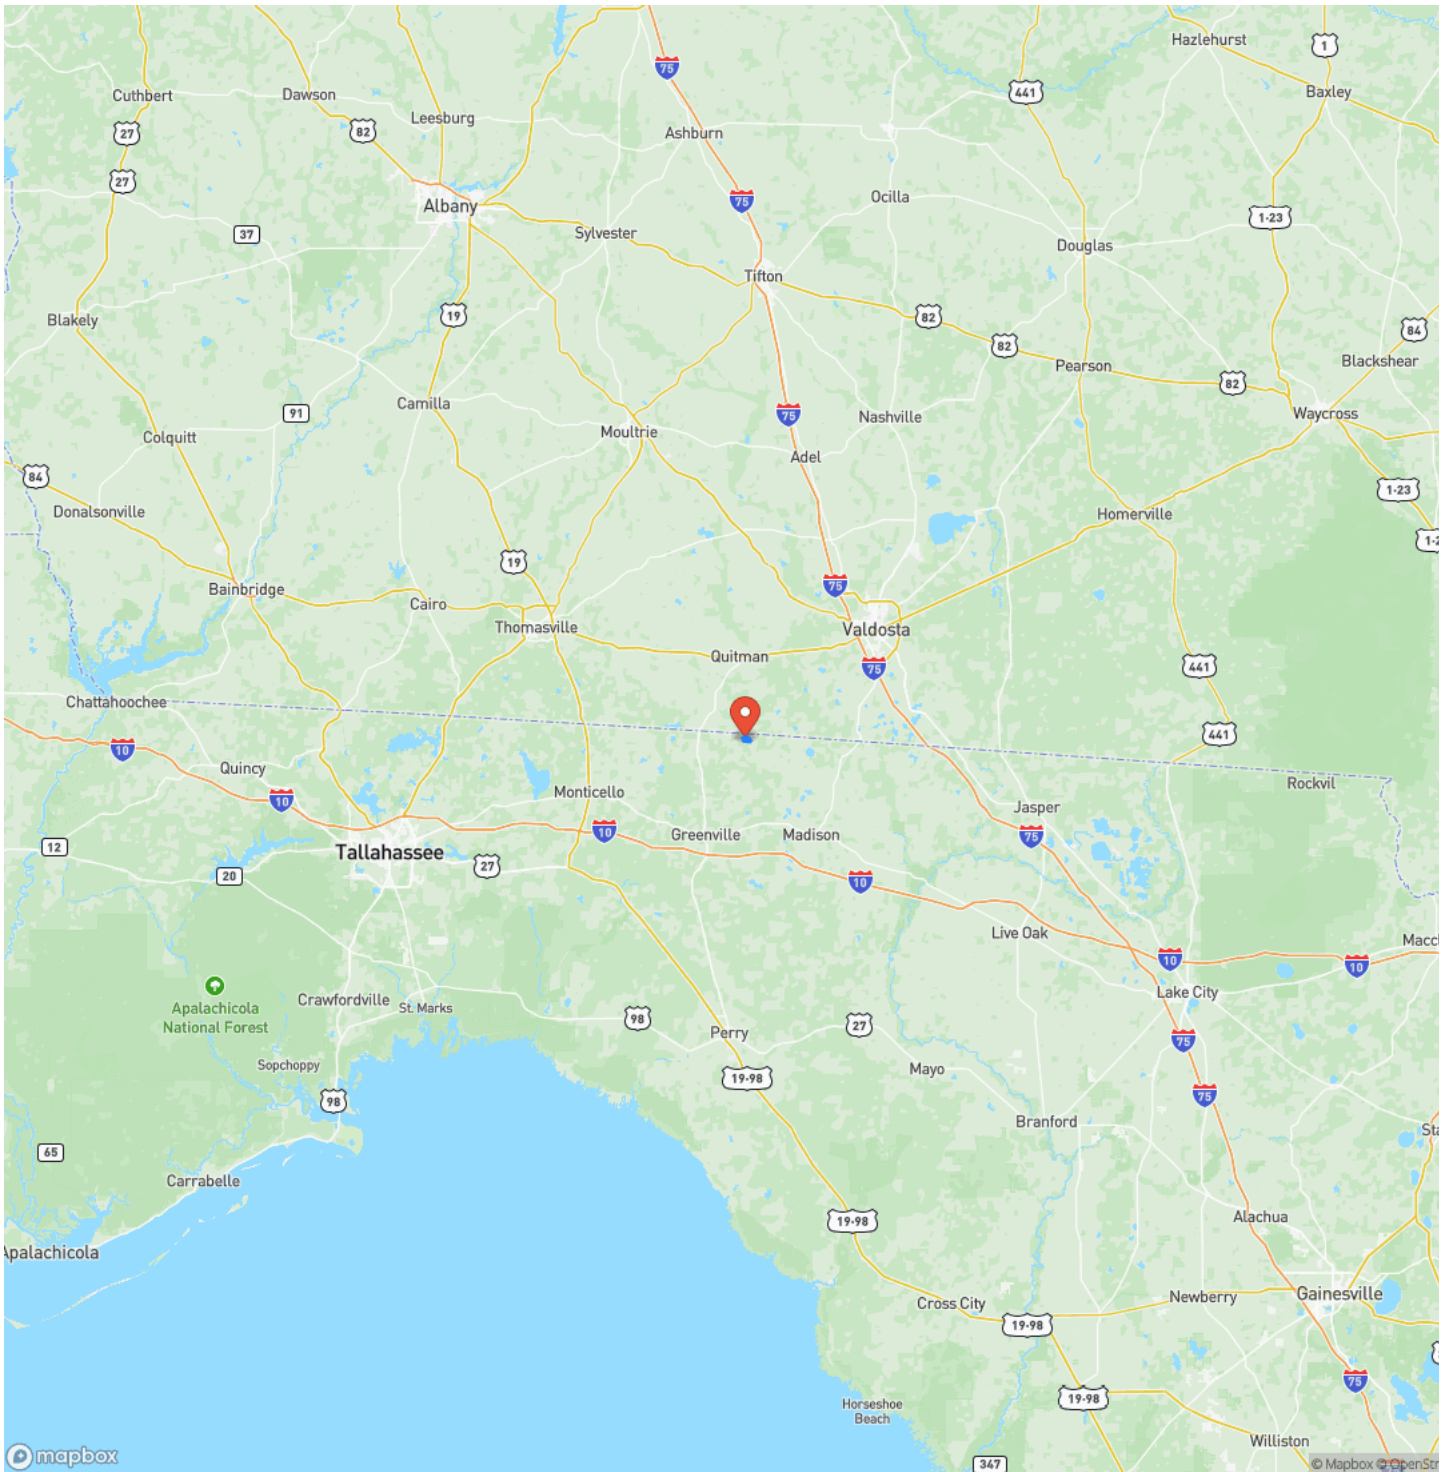 Hazlehurst
75
1
441
Cuthbert
Dawson
Baxley
Leesburg
27
82
Ashburn
27
75
Ocilla
Albany
1-23
37
Sylvester
Douglas
Tifton
19
82
Blakely
84
82
Blackshear
Pearson
82
Camilla
91
75
Nashville
Waycross
Moultrie
Colquitt
Adel
84
1-23
Donalsonville
Homerville
19
75
Bainbridge
Cairo
Thomasville
Valdosta
Quitman
75
441
Chattahoochee
441
10
Quincy
Rockvil
Monticello
10
Jasper
10
Greenville
Madison
75
12
Tallahassee
27
20
10
Live Oak
10
10
Lake City
Apalachicola
National Forest
Crawfordville
St. Marks
98
27
Perry
75
Sopchoppy
Mayo
19-98
75
98
Branford
65
Carrabelle
Alachua
19-98
Apalachicola
Gainesville
Newberry
Cross City
19-98
75
19-98
Horseshoe
Beach
Williston
mapbox
347
© Mapbox © OpenStr